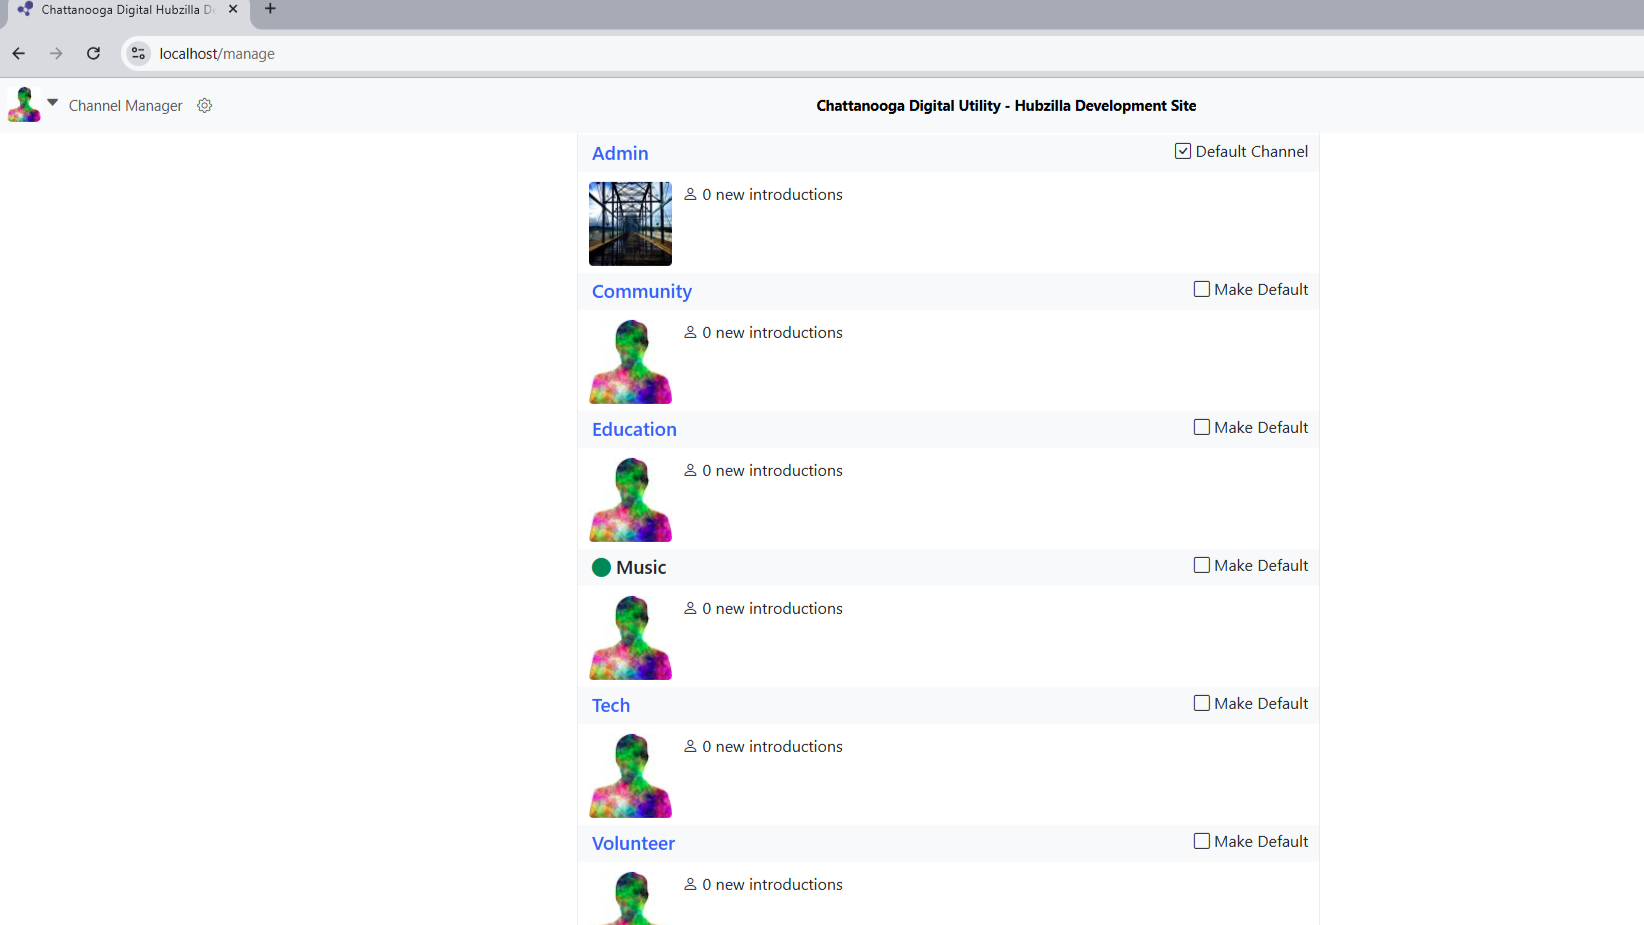 Chattanooga Digital Hubzilla D
localhost/manage
Channel Manager
Chattanooga Digital Utility - Hubzilla Development Site
Admin
Default Channel
0 new introductions
Community
Make Default
0 new introductions
Education
Make Default
0 new introductions
Music
Make Default
0 new introductions
Tech
Make Default
0 new introductions
Volunteer
Make Default
0 new introductions